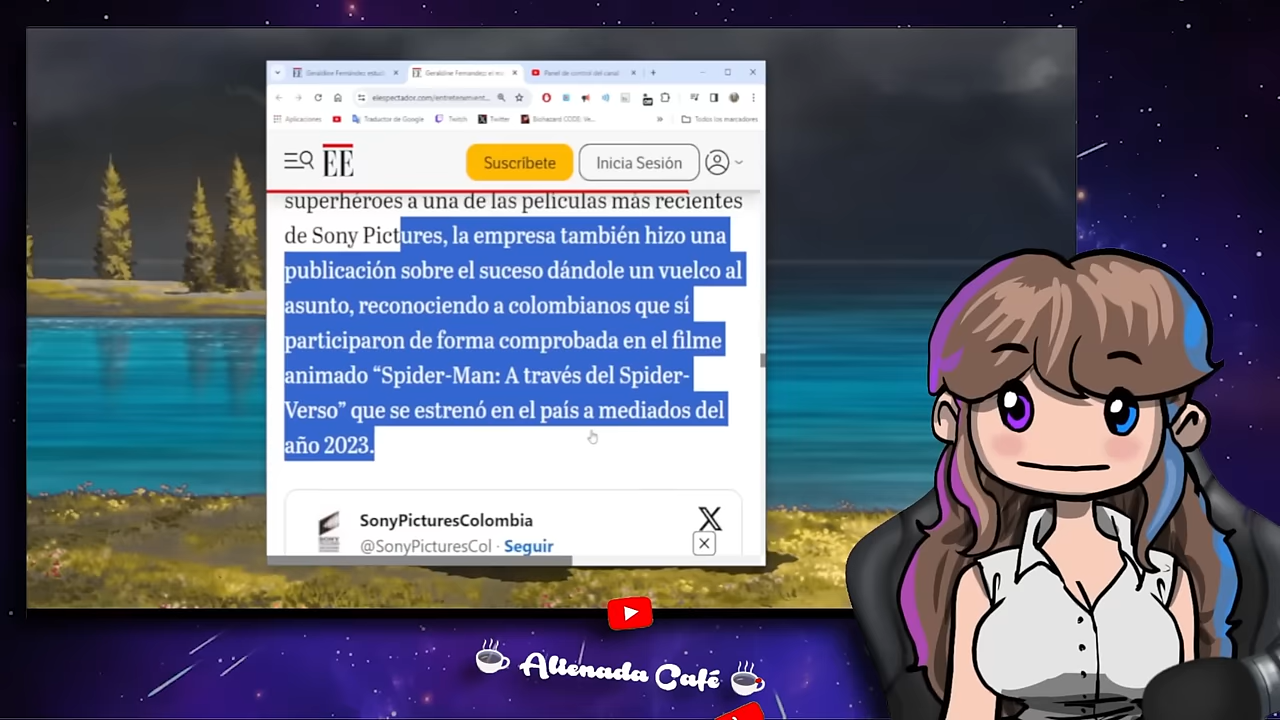 Geraldine Fernández estuc
Geraldine Fernandez: el m
Panel de control del canal
elespectador.com/entretenimient...
Aplicaciones
Traductor de Google
Twitch
Twitter
Biohazard CODE: Ve...
Todos los marcadores
EE
Suscríbete
Inicia Sesión
superhéroes a una de las películas más recientes
de Sony Pictures, la empresa también hizo una
publicación sobre el suceso dándole un vuelco al
asunto, reconociendo a colombianos que sí
participaron de forma comprobada en el filme
animado “Spider-Man: A través del Spider-
Verso” que se estrenó en el país a mediados del
año 2023.
SonyPicturesColombia
@SonyPicturesCol · Seguir
Alienada Café